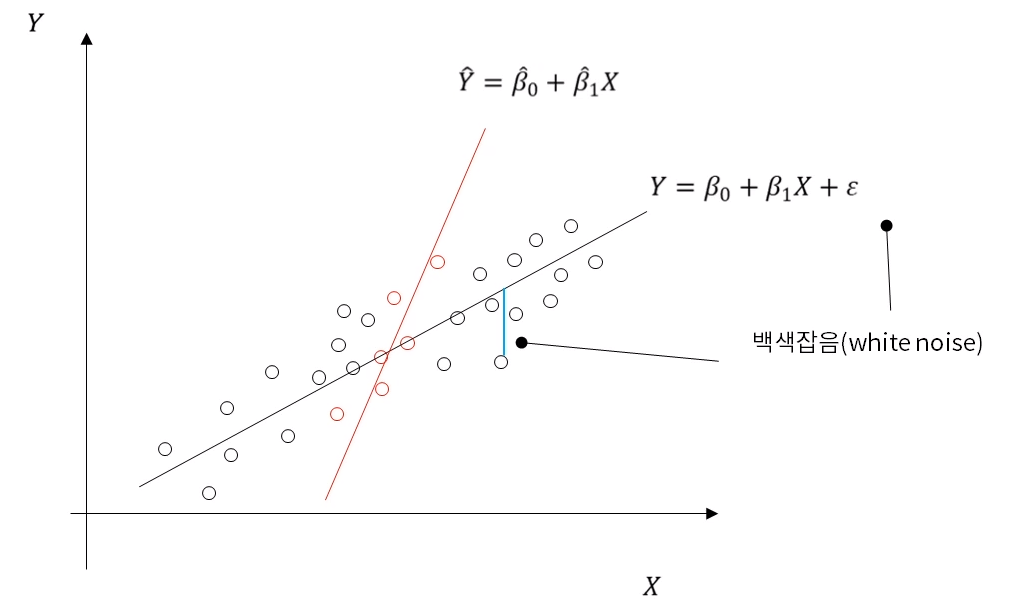 Y
Ŷ = β̂₀ + β̂₁X
Y = β₀ + β₁X + ε
백색잡음(white noise)
X